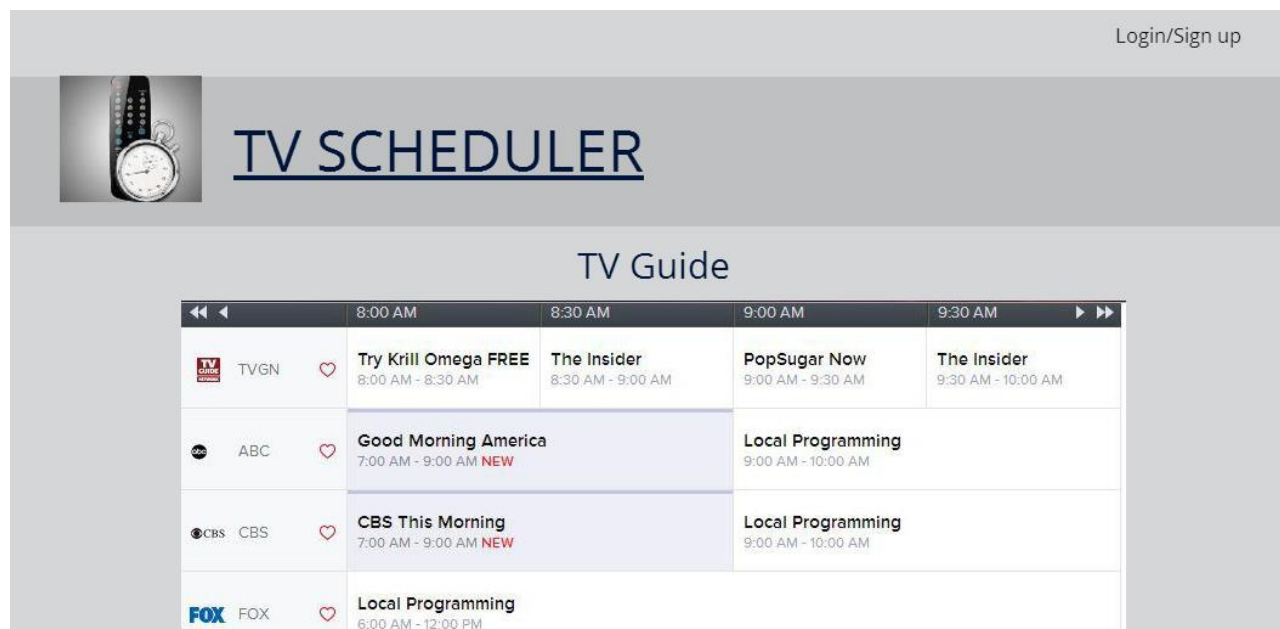 Login/Sign up
TV SCHEDULER
TV Guide
8:00 AM 8:30 AM 9:00 AM 9:30 AM
TV GUIDE NETWORK TVGN Try Krill Omega FREE The Insider PopSugar Now The Insider
8:00 AM - 8:30 AM 8:30 AM - 9:00 AM 9:00 AM - 9:30 AM 9:30 AM - 10:00 AM
abc ABC Good Morning America Local Programming
7:00 AM - 9:00 AM NEW 9:00 AM - 10:00 AM
CBS CBS CBS This Morning Local Programming
7:00 AM - 9:00 AM NEW 9:00 AM - 10:00 AM
FOX FOX Local Programming
6:00 AM - 12:00 PM